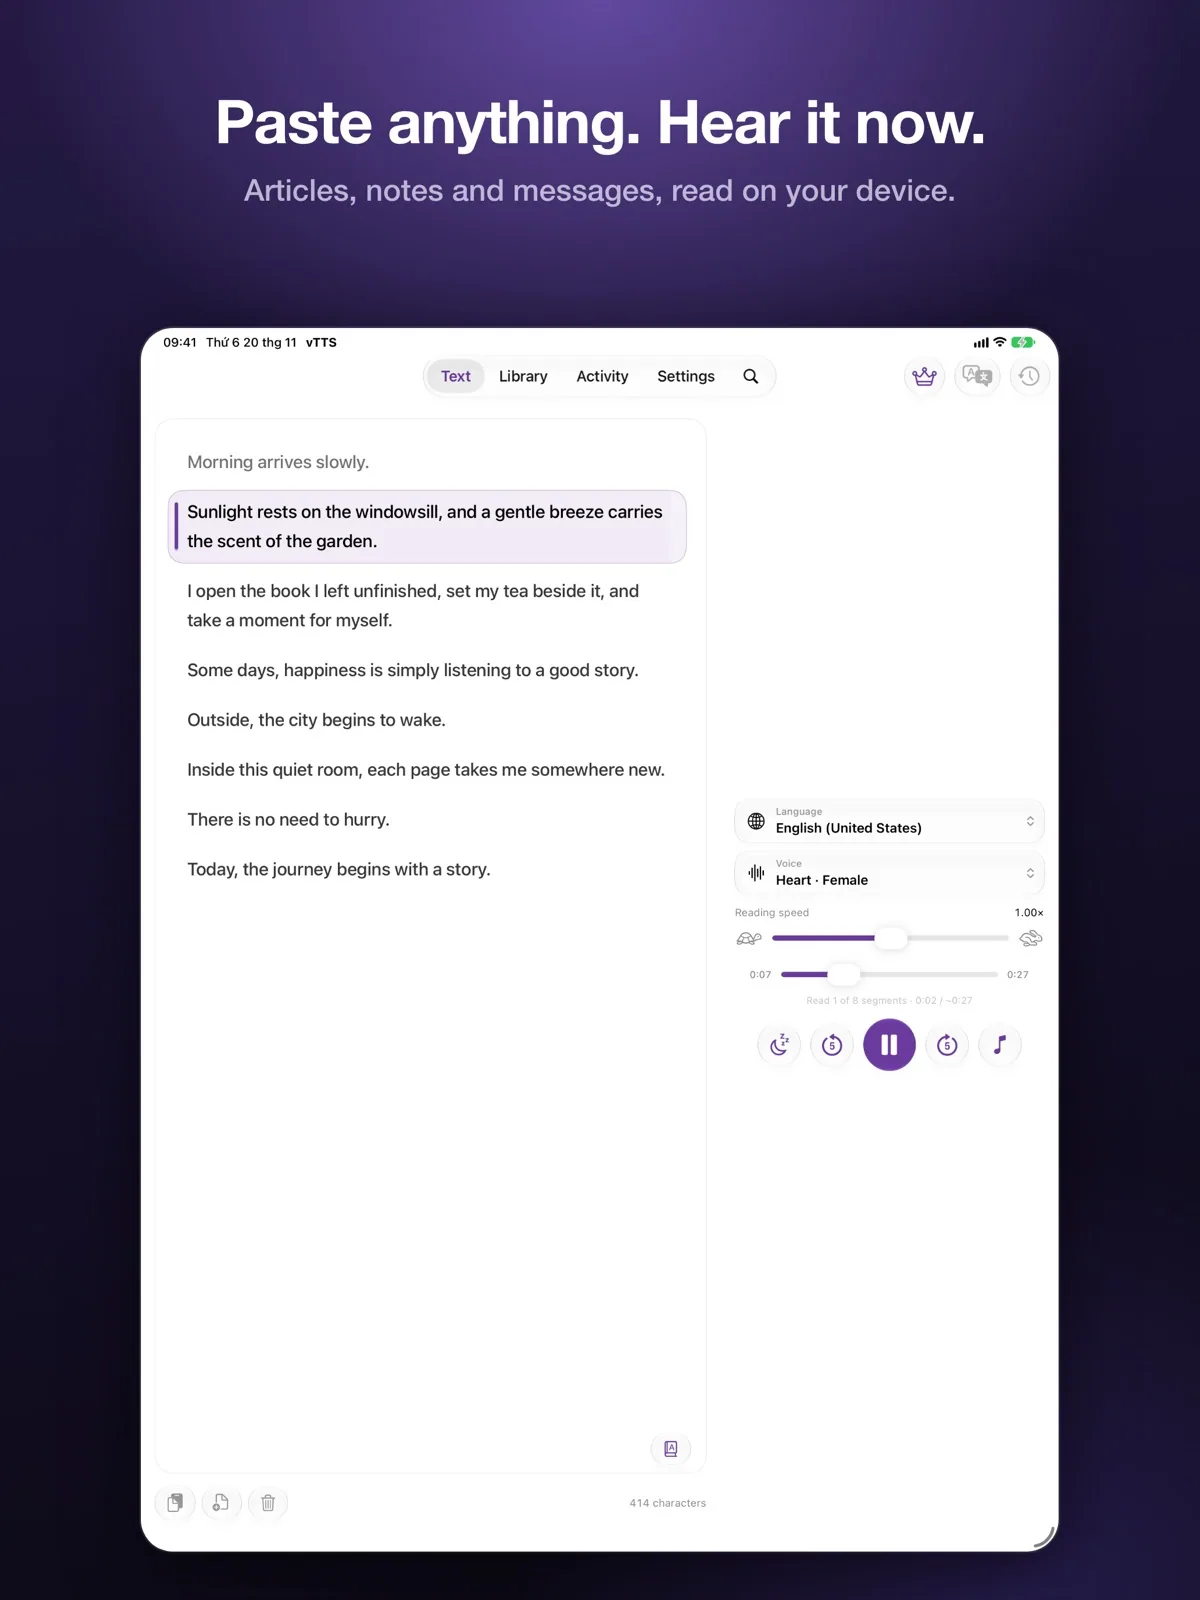 Paste anything. Hear it now.
Articles, notes and messages, read on your device.
09:41 Thứ 6 20 thg 11 vTTS
Text Library Activity Settings
Morning arrives slowly.
Sunlight rests on the windowsill, and a gentle breeze carries
the scent of the garden.
I open the book I left unfinished, set my tea beside it, and
take a moment for myself.
Some days, happiness is simply listening to a good story.
Outside, the city begins to wake.
Inside this quiet room, each page takes me somewhere new.
There is no need to hurry.
Today, the journey begins with a story.
Language
English (United States)
Voice
Heart · Female
Reading speed 1.00×
0:07 0:27
Read 1 of 8 segments · 0:02 / ~0:27
5 5
414 characters